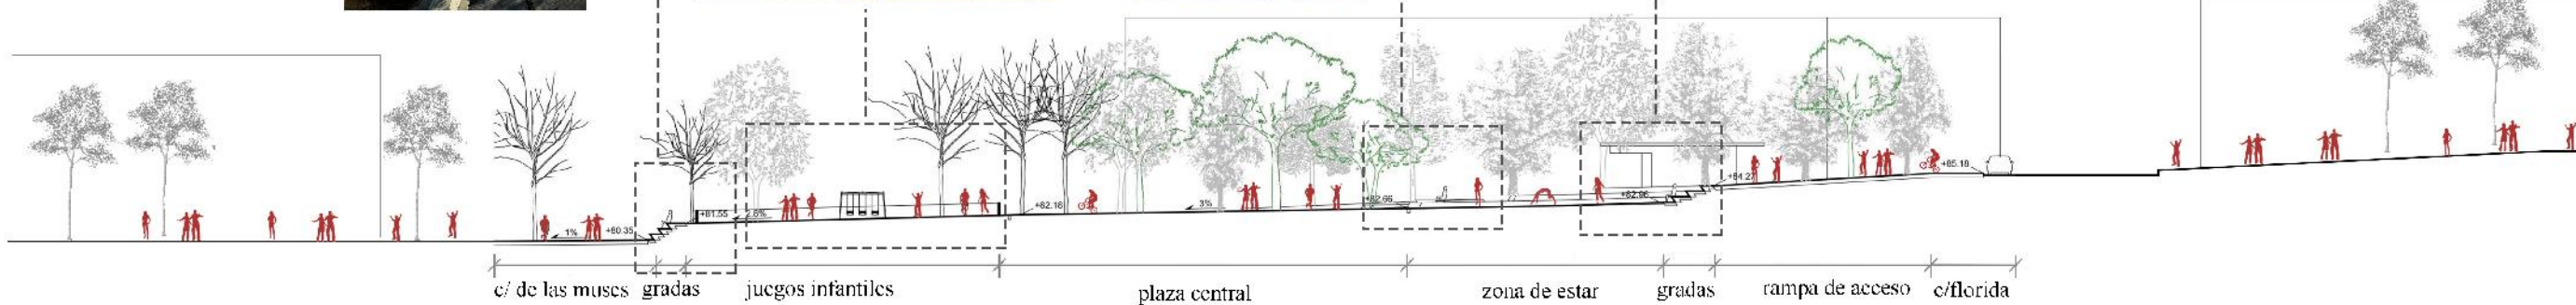 +85.18
+84.27
3%
+82.66
+82.96
+82.18
+81.55
2.6%
1%
+80.35
c/ de las muses
gradas
juegos infantiles
plaza central
zona de estar
gradas
rampa de acceso
c/florida